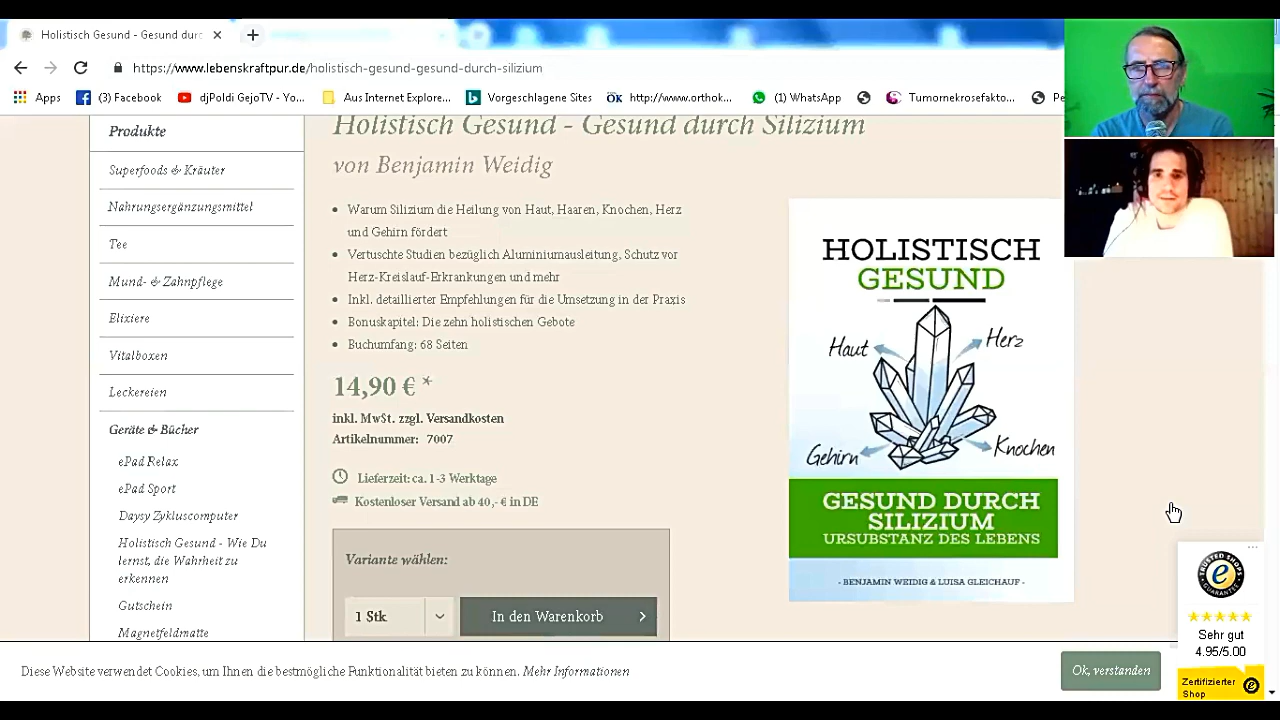 Holistisch Gesund - Gesund durc
https://www.lebenskraftpur.de/holistisch-gesund-gesund-durch-silizium
Apps
(3) Facebook
djPoldi GejoTV - Yo...
Aus Internet Explore...
Vorgeschlagene Sites
OK
http://www.orthok...
(1) WhatsApp
Tumornekrosefakto...
Pe
Produkte
Superfoods & Kräuter
Nahrungsergänzungsmittel
Tee
Mund- & Zahnpflege
Elixiere
Vitalboxen
Leckereien
Geräte & Bücher
ePad Relax
ePad Sport
Daysy Zykluscomputer
Holistisch Gesund - Wie Du
lernst, die Wahrheit zu
erkennen
Gutschein
Magnetfeldmatte
Holistisch Gesund - Gesund durch Silizium
von Benjamin Weidig
Warum Silizium die Heilung von Haut, Haaren, Knochen, Herz
und Gehirn fördert
Vertuschte Studien bezüglich Aluminiumausleitung, Schutz vor
Herz-Kreislauf-Erkrankungen und mehr
Inkl. detaillierter Empfehlungen für die Umsetzung in der Praxis
Bonuskapitel: Die zehn holistischen Gebote
Buchumfang: 68 Seiten
14,90 € *
inkl. MwSt. zzgl. Versandkosten
Artikelnummer: 7007
Lieferzeit: ca. 1-3 Werktage
Kostenloser Versand ab 40,- € in DE
Variante wählen:
1 Stk
In den Warenkorb
HOLISTISCH
GESUND
Haut
Herz
Gehirn
Knochen
GESUND DURCH
SILIZIUM
URSUBSTANZ DES LEBENS
- BENJAMIN WEIDIG & LUISA GLEICHAUF -
TRUSTED SHOPS
GUARANTEE
Sehr gut
4.95/5.00
Zertifizierter
Shop
Diese Website verwendet Cookies, um Ihnen die bestmögliche Funktionalität bieten zu können. Mehr Informationen
Ok, verstanden